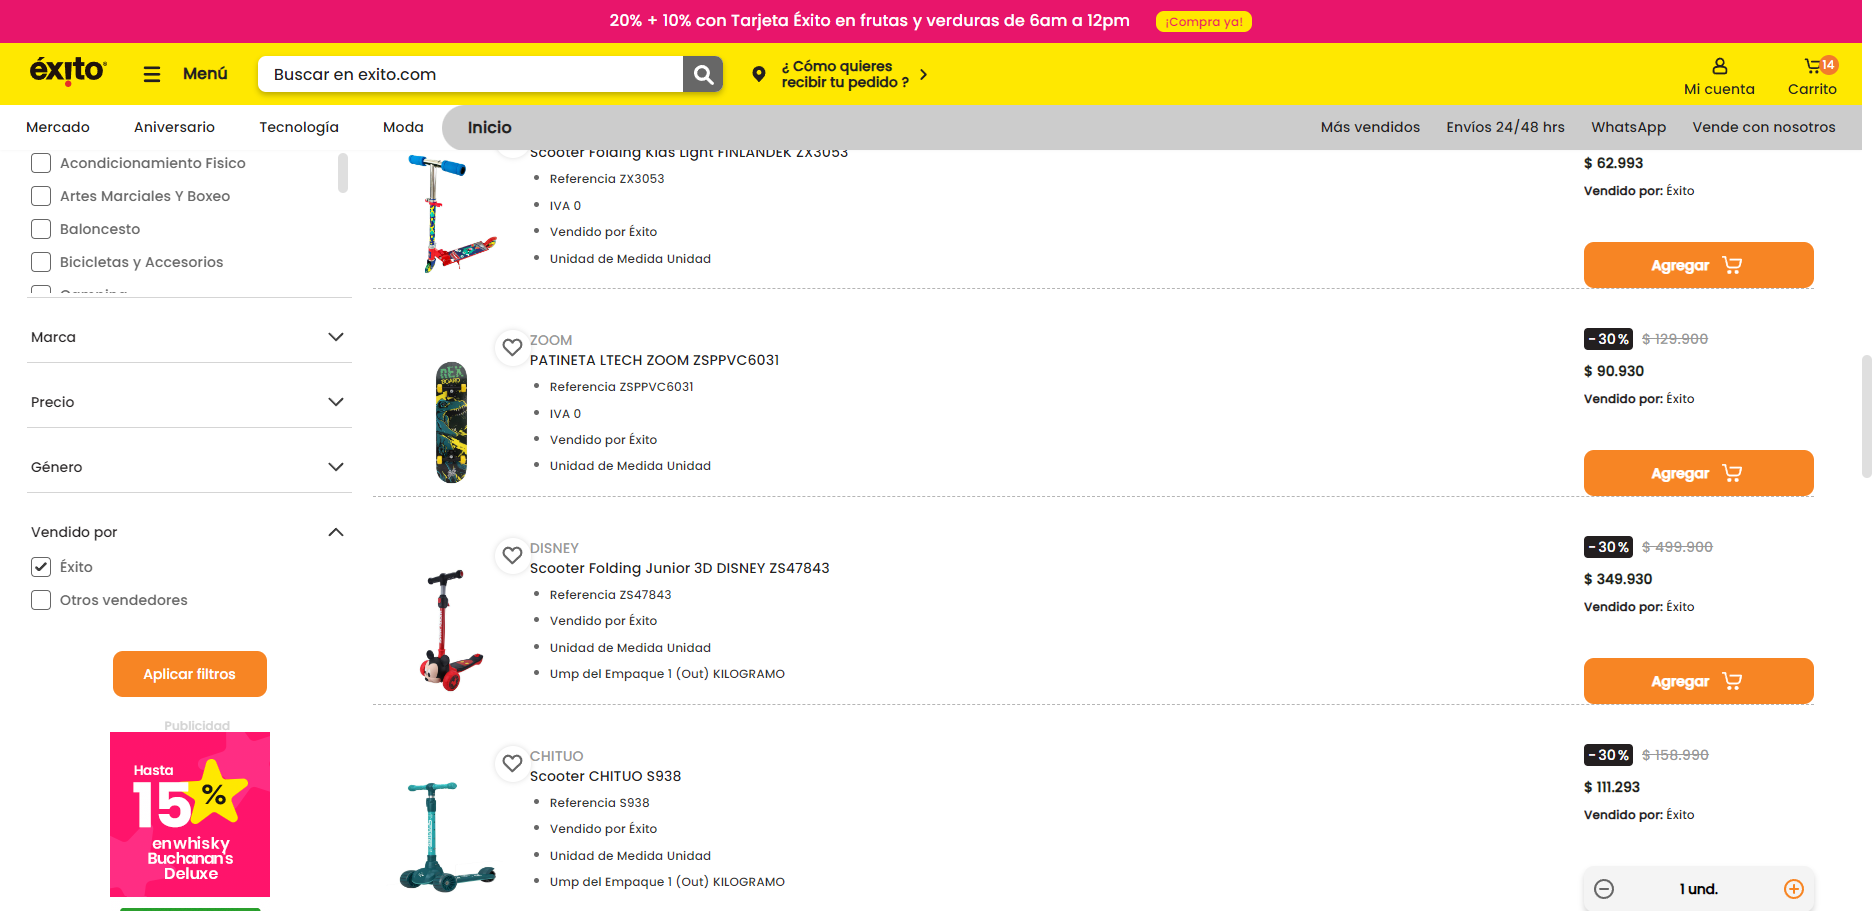 20% + 10% con Tarjeta Éxito en frutas y verduras de 6am a 12pm
¡Compra ya!
éxito
Menú
Buscar en exito.com
¿ Cómo quieres
recibir tu pedido ?
Mi cuenta
14
Carrito
Mercado
Aniversario
Tecnología
Moda
Inicio
Más vendidos
Envíos 24/48 hrs
WhatsApp
Vende con nosotros
Acondicionamiento Fisico
Artes Marciales Y Boxeo
Baloncesto
Bicicletas y Accesorios
Camping
Marca
Precio
Género
Vendido por
Éxito
Otros vendedores
Aplicar filtros
Publicidad
Hasta
15%
en whisky
Buchanan's
Deluxe
Scooter Folding Kids Light FINLANDEK ZX3053
Referencia ZX3053
IVA 0
Vendido por Éxito
Unidad de Medida Unidad
$ 62.993
Vendido por: Éxito
Agregar
REX
BOARD
ZOOM
PATINETA LTECH ZOOM ZSPPVC6031
Referencia ZSPPVC6031
IVA 0
Vendido por Éxito
Unidad de Medida Unidad
-30% $ 129.900
$ 90.930
Vendido por: Éxito
Agregar
DISNEY
Scooter Folding Junior 3D DISNEY ZS47843
Referencia ZS47843
Vendido por Éxito
Unidad de Medida Unidad
Ump del Empaque 1 (Out) KILOGRAMO
-30% $ 499.900
$ 349.930
Vendido por: Éxito
Agregar
CHITUO
Scooter CHITUO S938
Referencia S938
Vendido por Éxito
Unidad de Medida Unidad
Ump del Empaque 1 (Out) KILOGRAMO
-30% $ 158.990
$ 111.293
Vendido por: Éxito
1 und.